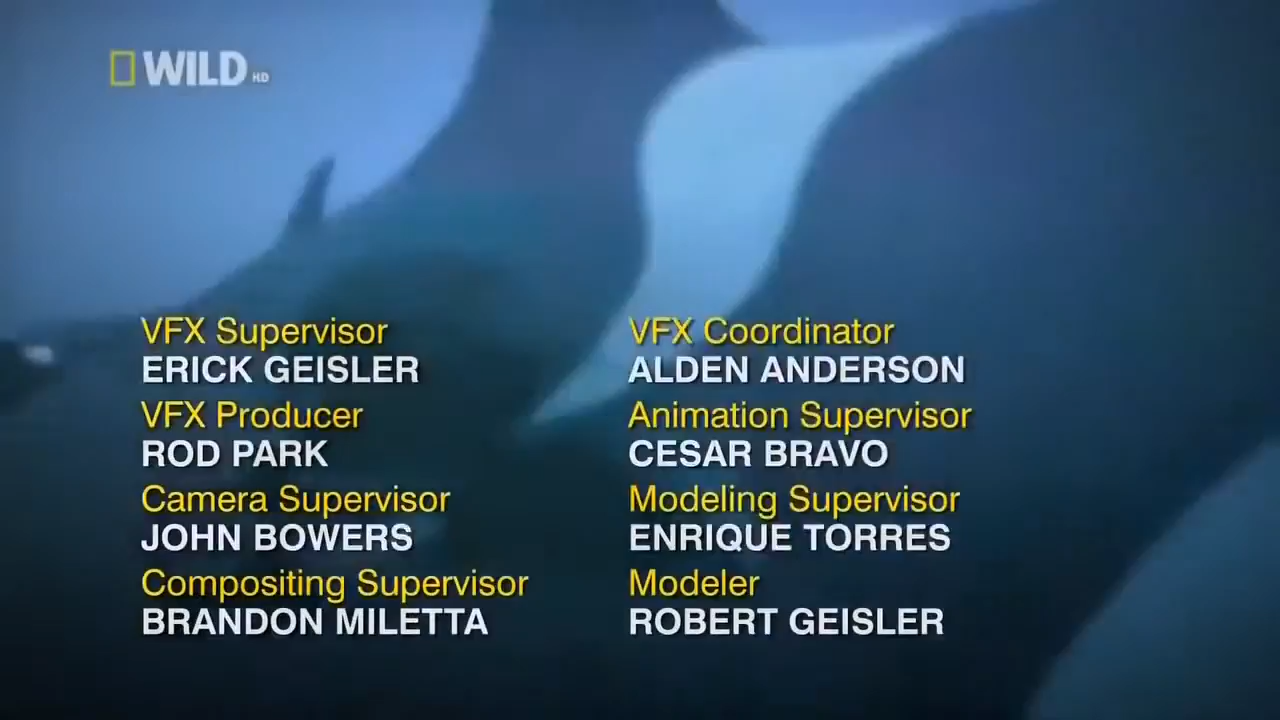 WILD HD
VFX Supervisor
ERICK GEISLER
VFX Producer
ROD PARK
Camera Supervisor
JOHN BOWERS
Compositing Supervisor
BRANDON MILETTA
VFX Coordinator
ALDEN ANDERSON
Animation Supervisor
CESAR BRAVO
Modeling Supervisor
ENRIQUE TORRES
Modeler
ROBERT GEISLER